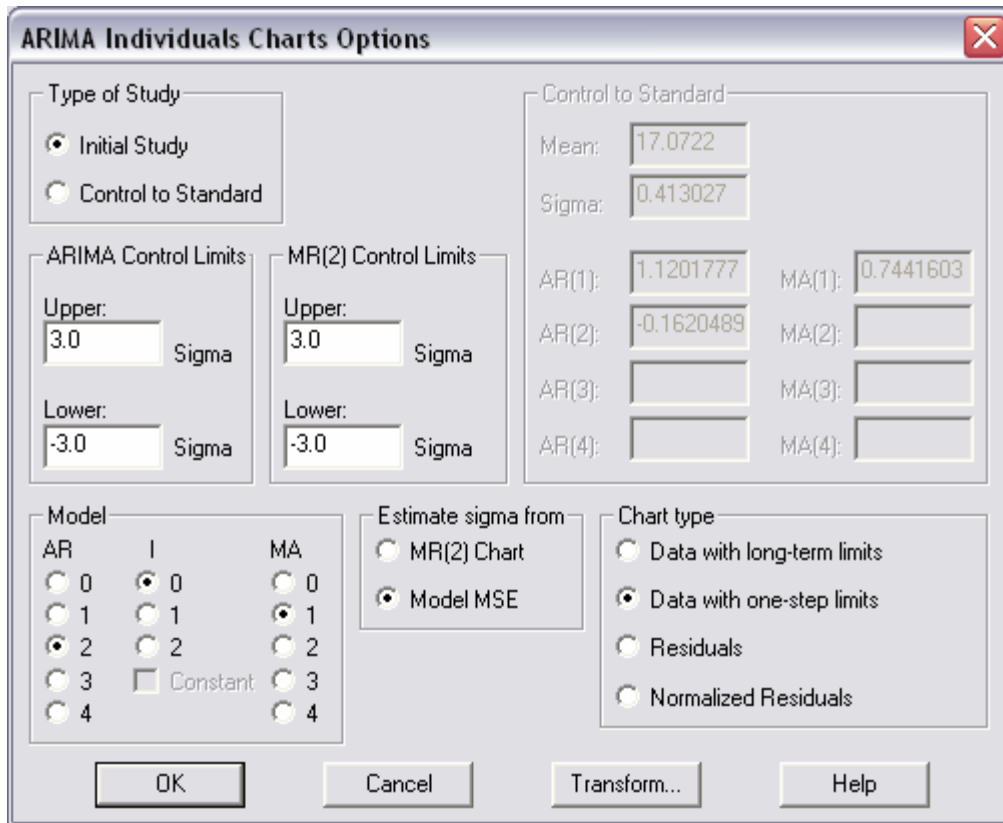 ARIMA Individuals Charts Options
Type of Study
Initial Study
Control to Standard
Control to Standard
Mean: 17.0722
Sigma: 0.413027
AR(1): 1.1201777 MA(1): 0.7441603
AR(2): -0.1620489 MA(2):
AR(3): MA(3):
AR(4): MA(4):
ARIMA Control Limits
Upper:
3.0 Sigma
Lower:
-3.0 Sigma
MR(2) Control Limits
Upper:
3.0 Sigma
Lower:
-3.0 Sigma
Model
AR I MA
0 0 0
1 1 1
2 2 2
3 Constant 3
4 4
Estimate sigma from
MR(2) Chart
Model MSE
Chart type
Data with long-term limits
Data with one-step limits
Residuals
Normalized Residuals
OK Cancel Transform... Help